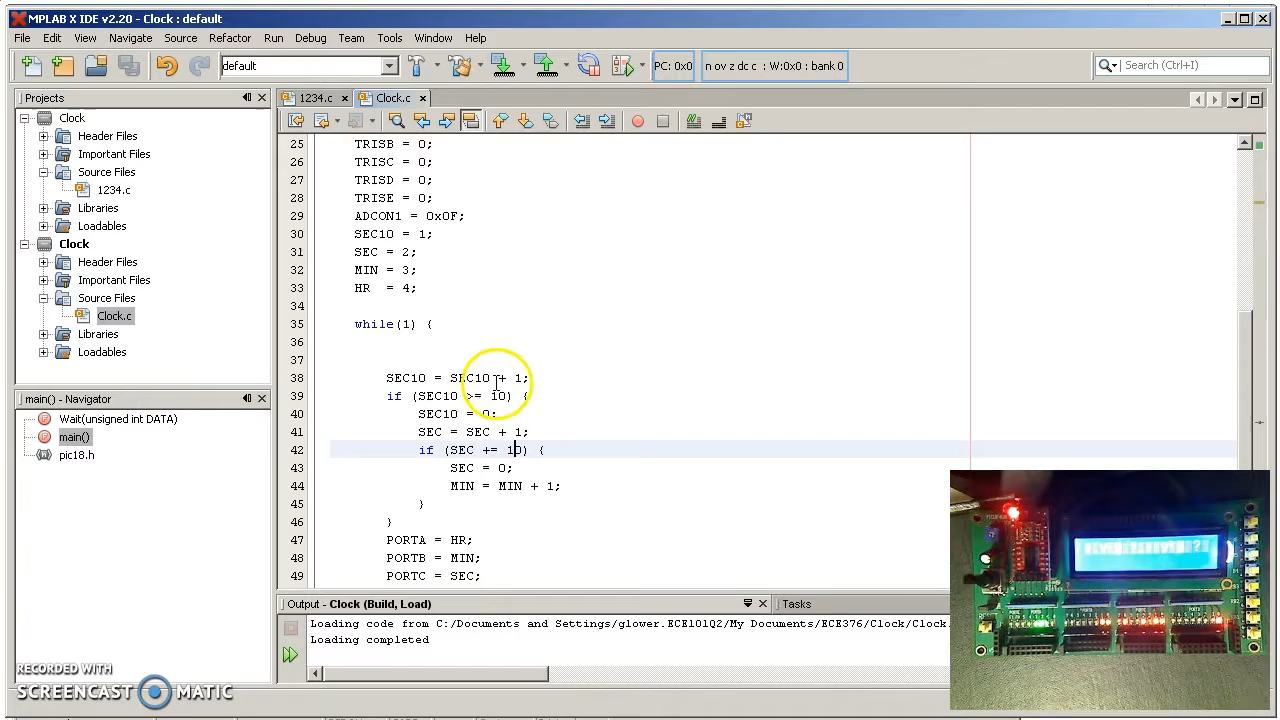 MPLAB X IDE v2.20 - Clock : default
File Edit View Navigate Source Refactor Run Debug Team Tools Window Help
default
PC: 0x0
n ov z dc c : W:0x0 : bank 0
Search (Ctrl+I)
Projects
1234.c
Clock.c
Clock
Header Files
Important Files
Source Files
1234.c
Libraries
Loadables
Clock
Header Files
Important Files
Source Files
Clock.c
Libraries
Loadables
main() - Navigator
Wait(unsigned int DATA)
main()
pic18.h
25 TRISB = 0;
26 TRISC = 0;
27 TRISD = 0;
28 TRISE = 0;
29 ADCON1 = 0x0F;
30 SEC10 = 1;
31 SEC = 2;
32 MIN = 3;
33 HR = 4;
34
35 while(1) {
36
37
38 SEC10 = SEC10 + 1;
39 if (SEC10 >= 10) {
40 SEC10 = 0;
41 SEC = SEC + 1;
42 if (SEC += 10) {
43 SEC = 0;
44 MIN = MIN + 1;
45 }
46 }
47 PORTA = HR;
48 PORTB = MIN;
49 PORTC = SEC;
Output - Clock (Build, Load)
Tasks
code from C:/Documents and Settings/glower.ECE101Q2/My Documents/ECE376/Clock/Clock.
Loading completed
RECORDED WITH
SCREENCAST MATIC